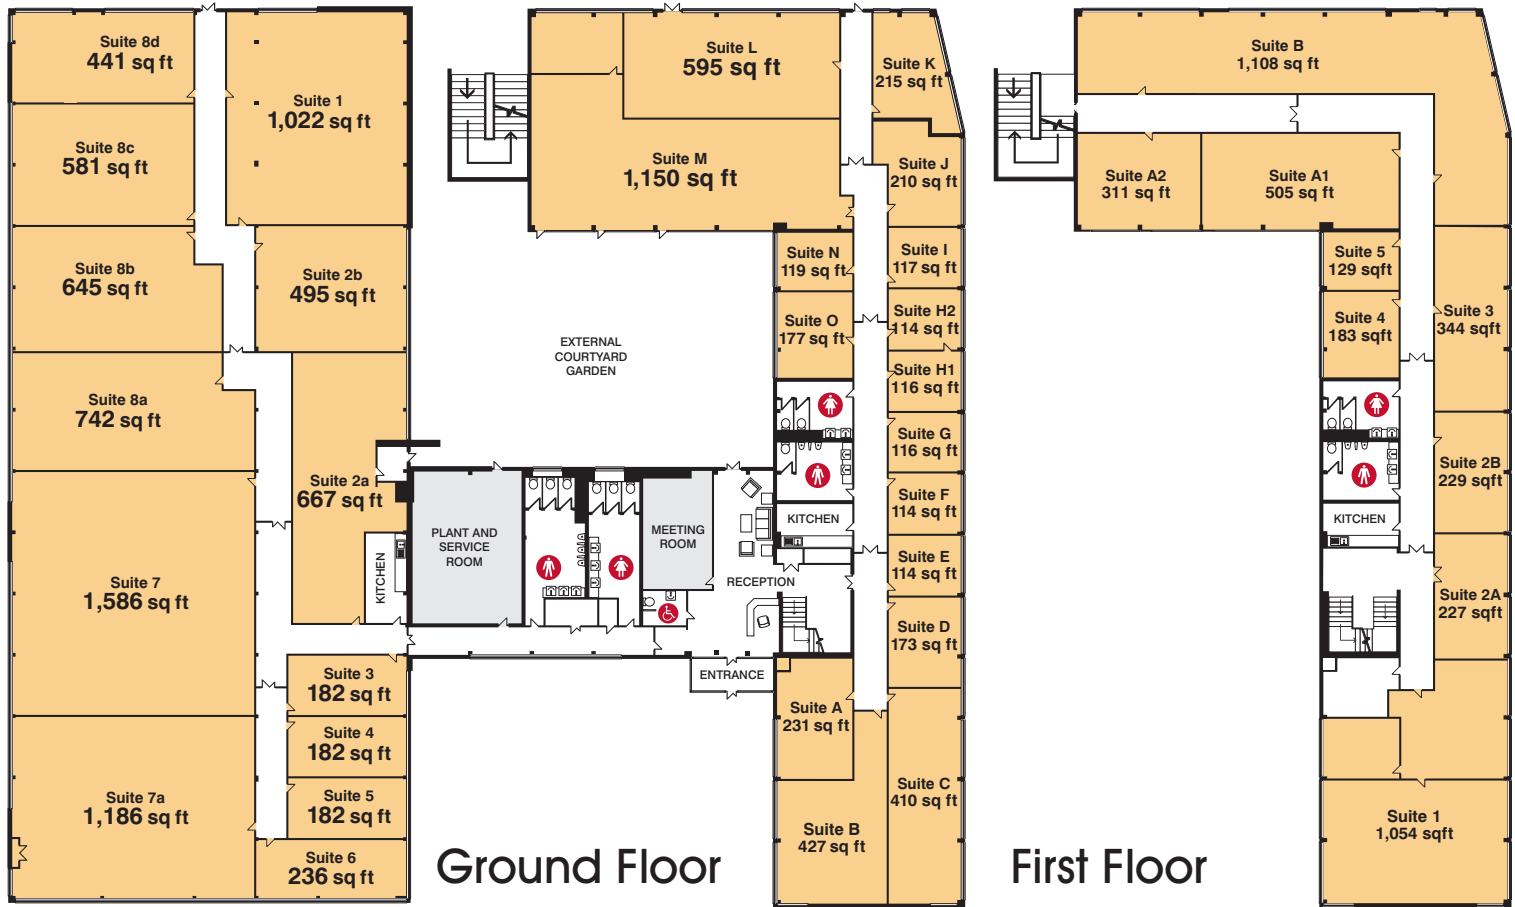 Suite 8d
441 sq ft
Suite 8c
581 sq ft
Suite 8b
645 sq ft
Suite 8a
742 sq ft
Suite 7
1,586 sq ft
Suite 7a
1,186 sq ft
Suite 1
1,022 sq ft
Suite 2b
495 sq ft
Suite 2a
667 sq ft
KITCHEN
Suite 3
182 sq ft
Suite 4
182 sq ft
Suite 5
182 sq ft
Suite 6
236 sq ft
PLANT AND
SERVICE
ROOM
MEETING
ROOM
RECEPTION
ENTRANCE
EXTERNAL
COURTYARD
GARDEN
Suite L
595 sq ft
Suite M
1,150 sq ft
Suite K
215 sq ft
Suite J
210 sq ft
Suite N
119 sq ft
Suite I
117 sq ft
Suite O
177 sq ft
Suite H2
114 sq ft
Suite H1
116 sq ft
Suite G
116 sq ft
Suite F
114 sq ft
KITCHEN
Suite E
114 sq ft
Suite D
173 sq ft
Suite A
231 sq ft
Suite C
410 sq ft
Suite B
427 sq ft
Ground Floor
Suite B
1,108 sq ft
Suite A2
311 sq ft
Suite A1
505 sq ft
Suite 5
129 sqft
Suite 4
183 sqft
Suite 3
344 sqft
Suite 2B
229 sqft
KITCHEN
Suite 2A
227 sqft
Suite 1
1,054 sqft
First Floor